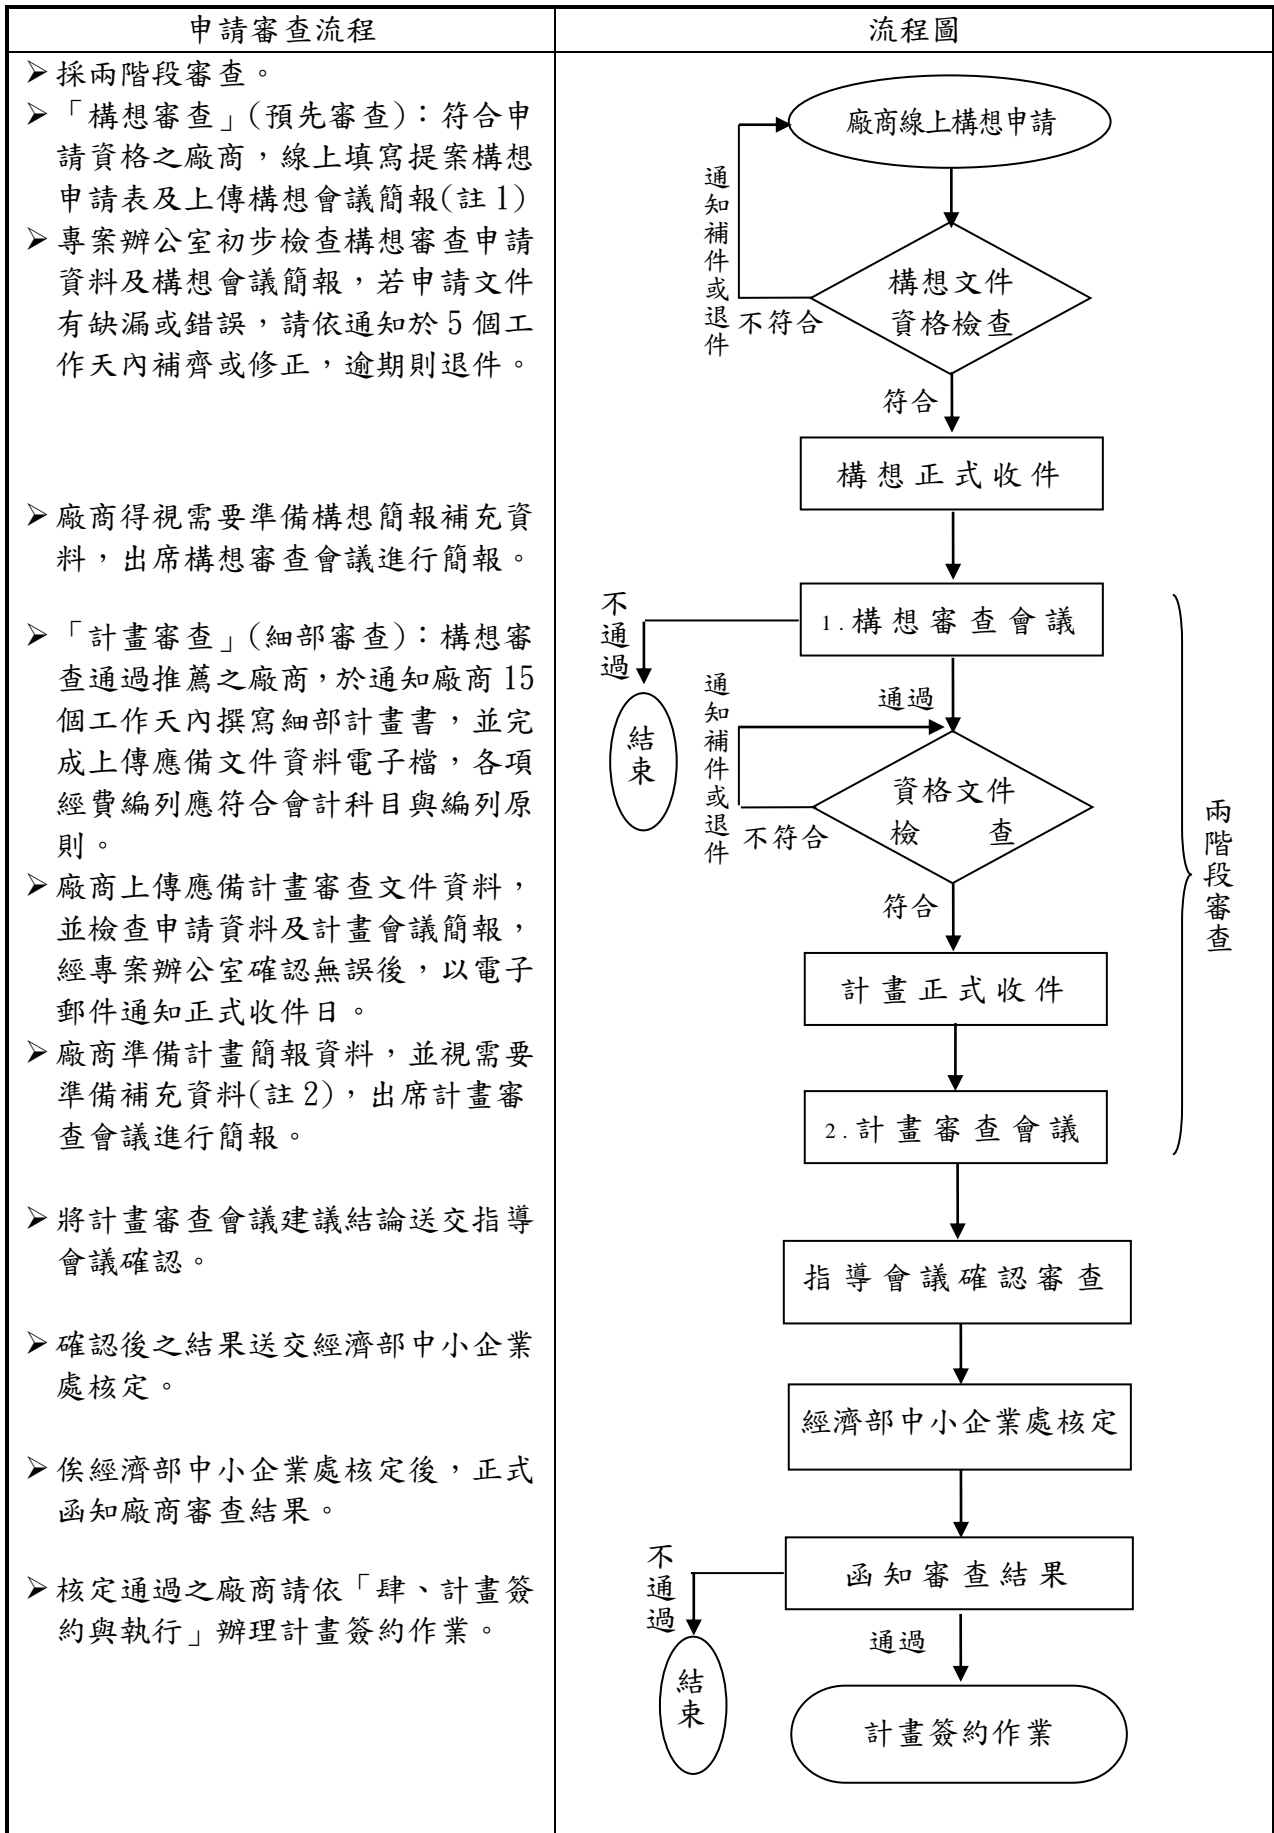 申請審查流程
➢採兩階段審查。
➢「構想審查」(預先審查)：符合申
請資格之廠商，線上填寫提案構想
申請表及上傳構想會議簡報(註 1)
➢專案辦公室初步檢查構想審查申請
資料及構想會議簡報，若申請文件
有缺漏或錯誤，請依通知於 5 個工
作天內補齊或修正，逾期則退件。
➢廠商得視需要準備構想簡報補充資
料，出席構想審查會議進行簡報。
➢「計畫審查」(細部審查)：構想審
查通過推薦之廠商，於通知廠商 15
個工作天內撰寫細部計畫書，並完
成上傳應備文件資料電子檔，各項
經費編列應符合會計科目與編列原
則。
➢廠商上傳應備計畫審查文件資料，
並檢查申請資料及計畫會議簡報，
經專案辦公室確認無誤後，以電子
郵件通知正式收件日。
➢廠商準備計畫簡報資料，並視需要
準備補充資料(註 2)，出席計畫審
查會議進行簡報。
➢將計畫審查會議建議結論送交指導
會議確認。
➢確認後之結果送交經濟部中小企業
處核定。
➢俟經濟部中小企業處核定後，正式
函知廠商審查結果。
➢核定通過之廠商請依「肆、計畫簽
約與執行」辦理計畫簽約作業。
流程圖
廠商線上構想申請
通知補件或退件
構想文件
資格檢查
不符合
符合
構想正式收件
1.構想審查會議
不通過
結束
通過
通知補件或退件
資格文件
檢 查
不符合
符合
計畫正式收件
2.計畫審查會議
兩階段審查
指導會議確認審查
經濟部中小企業處核定
函知審查結果
不通過
結束
通過
計畫簽約作業